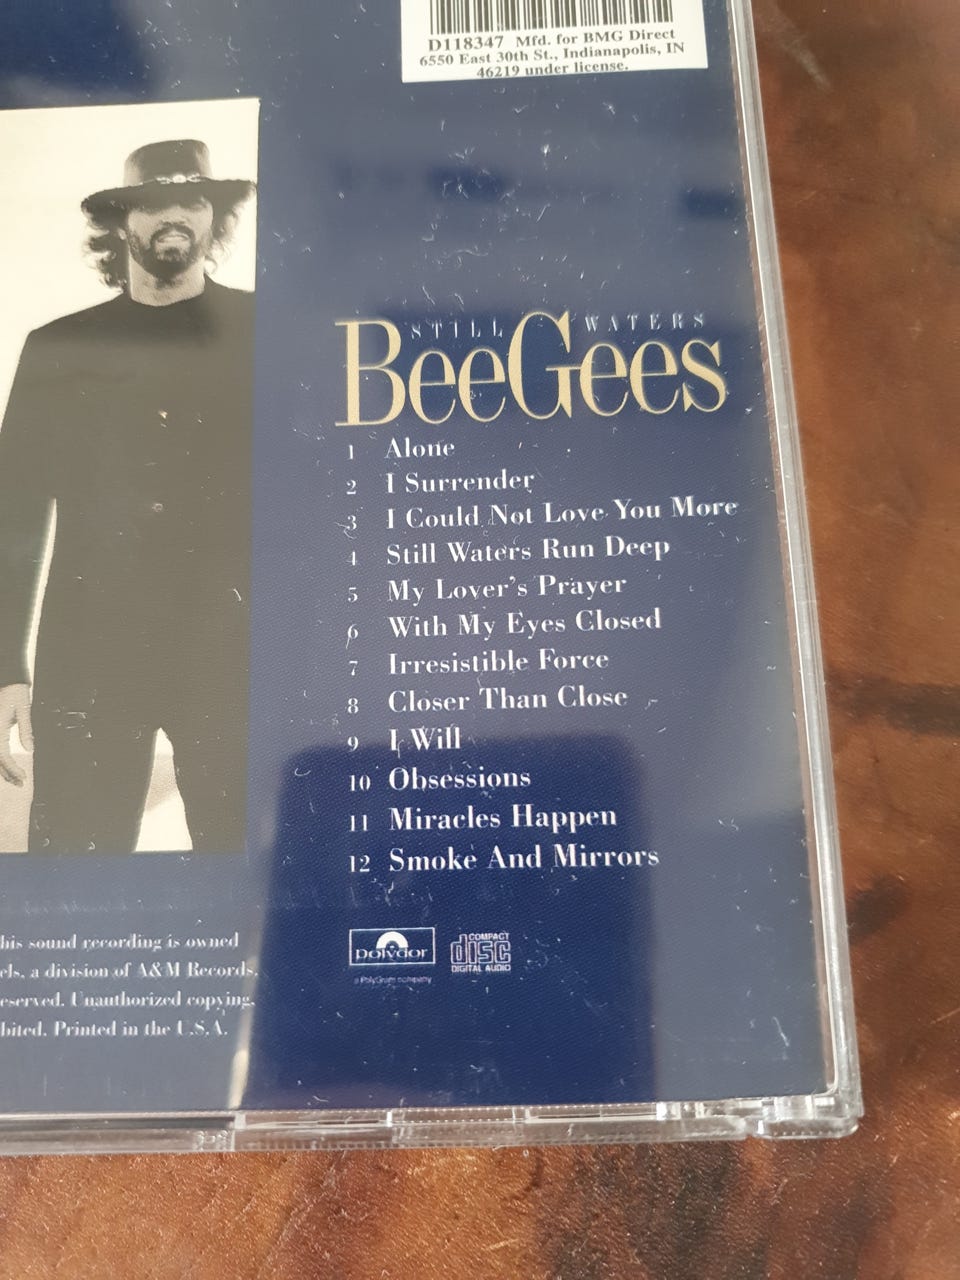 D118347 Mfd. for BMG Direct
6550 East 30th St., Indianapolis, IN
46219 under license.
STILL WATERS
BeeGees
1 Alone
2 I Surrender
3 I Could Not Love You More
4 Still Waters Run Deep
5 My Lover's Prayer
6 With My Eyes Closed
7 Irresistible Force
8 Closer Than Close
9 I Will
10 Obsessions
11 Miracles Happen
12 Smoke And Mirrors
his sound recording is owned
els, a division of A&M Records,
eserved. Unauthorized copying,
bited. Printed in the U.S.A.
Polydor
a PolyGram company
COMPACT
disc
DIGITAL AUDIO